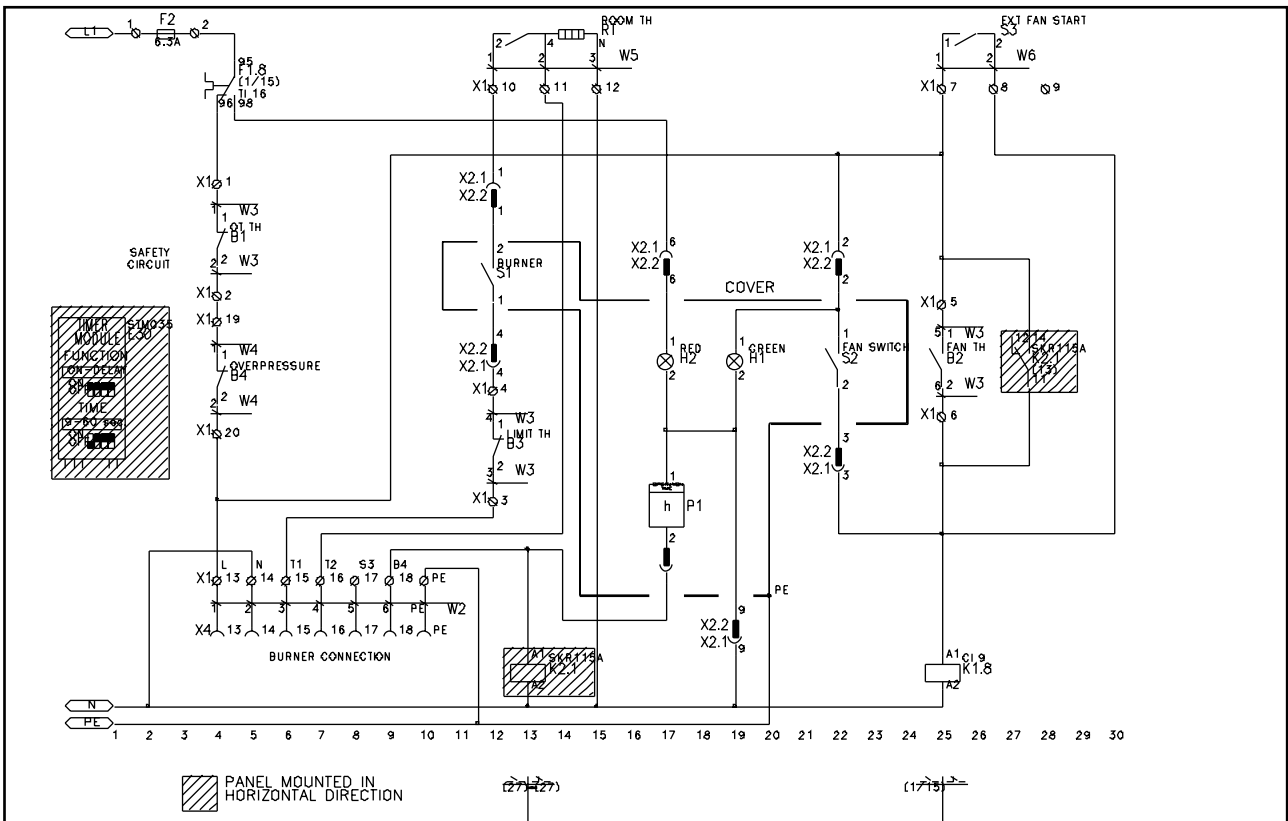 L1
1
F2
2
6.3A
95
F1.8
(1/15)
TI 16
96 98
ROOM TH
R1
2 4 N
1 2 3 W5
X1 10 11 12
EXT FAN START
S3
1 2
1 2 W6
X1 7 8 9
X1 1
1 W3
1 OT TH
B1
2 2 W3
SAFETY
CIRCUIT
X1 2
X1 19
1 W4
1 OVERPRESSURE
B4
2
2 W4
X1 20
TIMER
MODULE
SIM035
E30
FUNCTION
ON-DELAY
TIME
X2.1 1
X2.2
1
2 BURNER
S1
1
4
X2.2
X2.1
4
X1 4
4 W3
1 LIMIT TH
B3
2
3 W3
X1 3
X2.1 6
X2.2
6
COVER
1 RED
H2
2
1 GREEN
H1
2
X2.1 2
X2.2
2
1 FAN SWITCH
S2
2
3
X2.2
X2.1
3
X1 5
5 1 W3
FAN TH
B2
6 2 W3
X1 6
12 14
SKR115A
K2.1
(13)
11
1
h P1
2
L N T1 T2 S3 B4
X1 13 14 15 16 17 18 PE
1 2 3 4 5 6 PE W2
X4 13 14 15 16 17 18 PE
BURNER CONNECTION
PE
9
X2.2
X2.1
9
A1 SKR115A
K2.1
A2
A1 CI 9
K1.8
A2
N
PE
1 2 3 4 5 6 7 8 9 10 11 12 13 14 15 16 17 18 19 20 21 22 23 24 25 26 27 28 29 30
PANEL MOUNTED IN
HORIZONTAL DIRECTION
(27) (27)
(1/15)